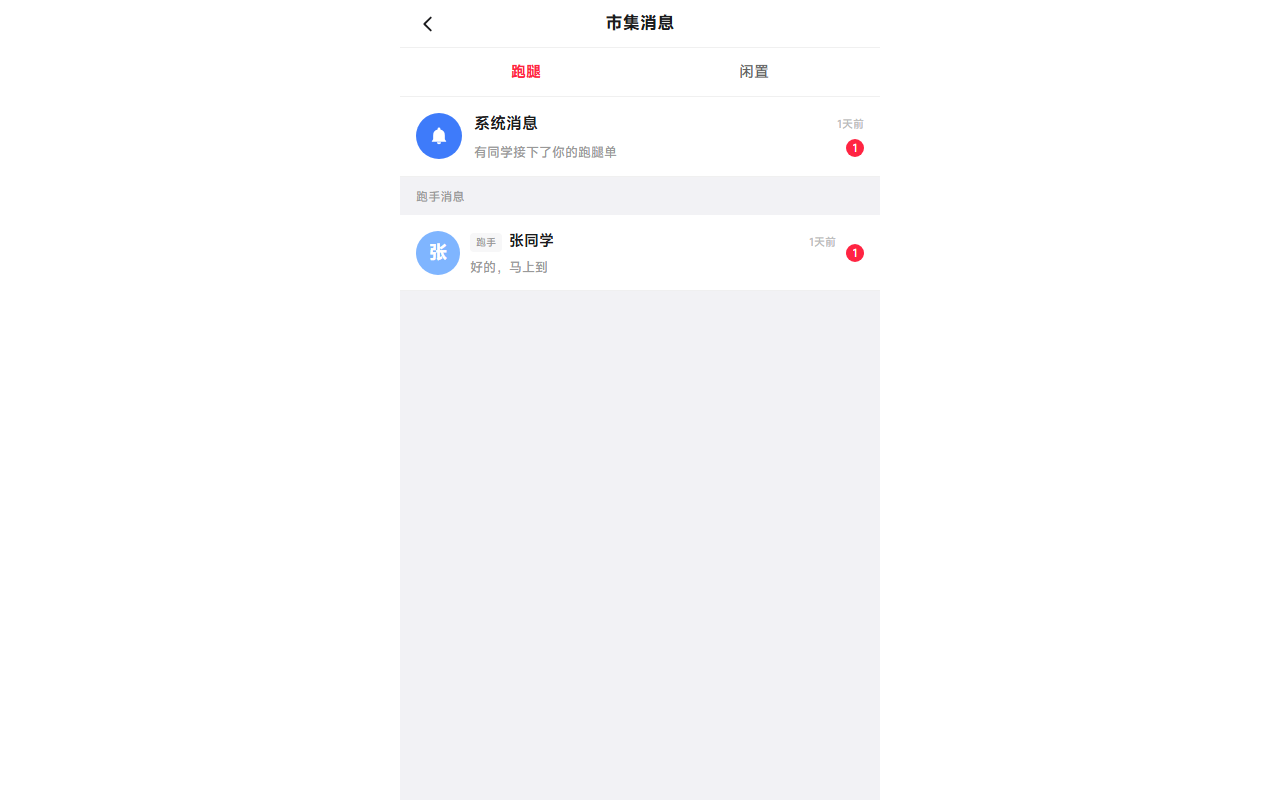 市集消息
跑腿
闲置
系统消息
1天前
有同学接下了你的跑腿单
1
跑手消息
张
跑手
张同学
1天前
1
好的，马上到